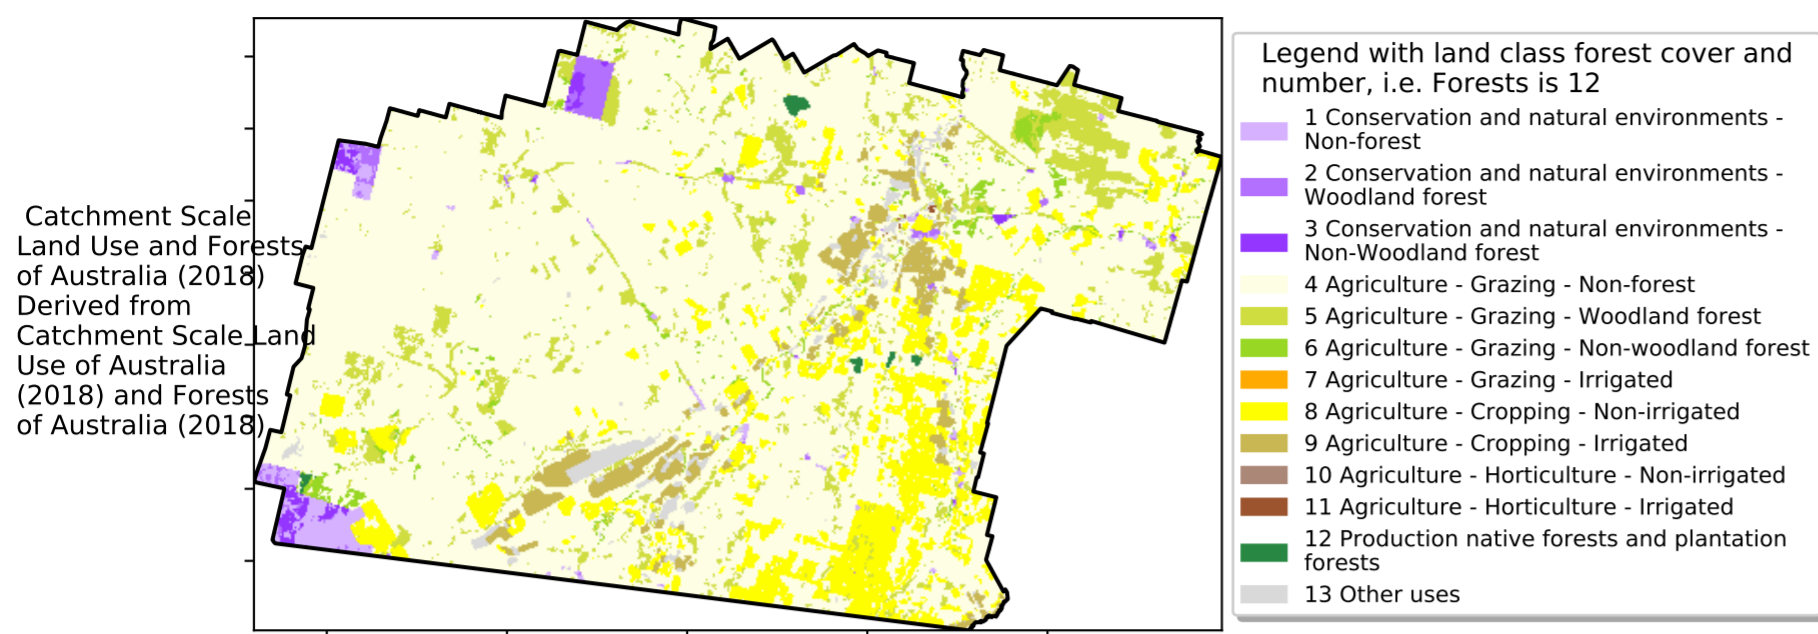 Catchment Scale
Land Use and Forests
of Australia (2018)
Derived from
Catchment Scale Land
Use of Australia
(2018) and Forests
of Australia (2018)
Legend with land class forest cover and
number, i.e. Forests is 12
1 Conservation and natural environments -
Non-forest
2 Conservation and natural environments -
Woodland forest
3 Conservation and natural environments -
Non-Woodland forest
4 Agriculture - Grazing - Non-forest
5 Agriculture - Grazing - Woodland forest
6 Agriculture - Grazing - Non-woodland forest
7 Agriculture - Grazing - Irrigated
8 Agriculture - Cropping - Non-irrigated
9 Agriculture - Cropping - Irrigated
10 Agriculture - Horticulture - Non-irrigated
11 Agriculture - Horticulture - Irrigated
12 Production native forests and plantation
forests
13 Other uses